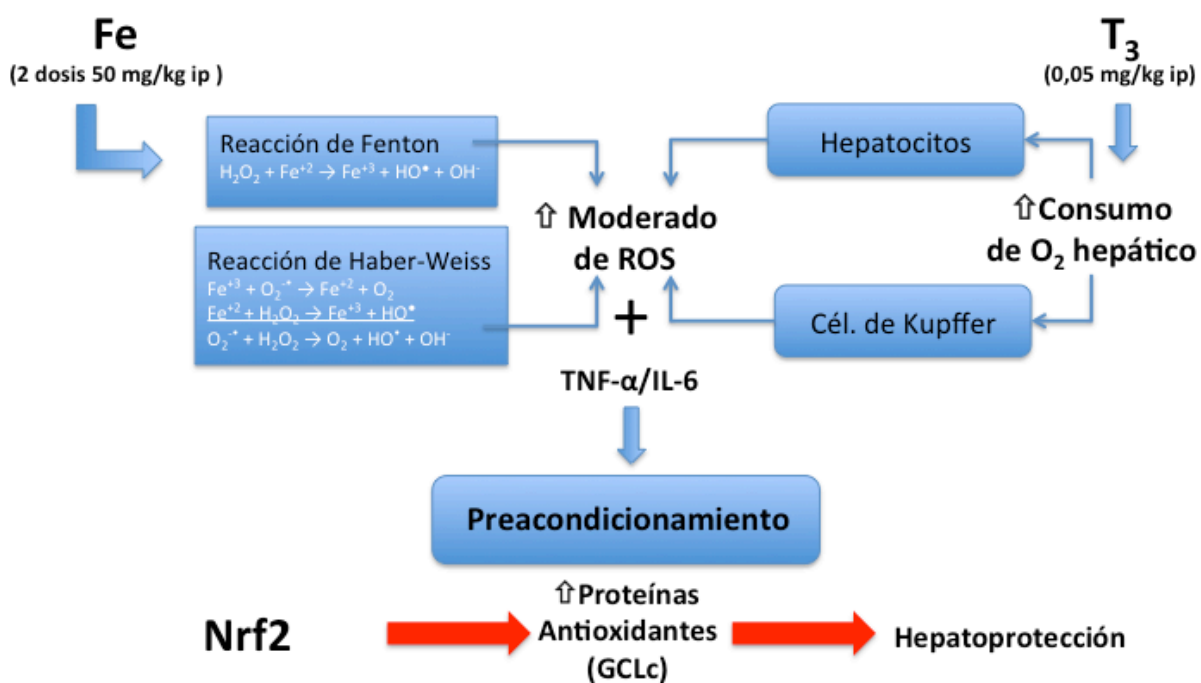 Fe
(2 dosis 50 mg/kg ip )
T₃
(0,05 mg/kg ip)
Reacción de Fenton
H₂O₂ + Fe⁺² → Fe⁺³ + HO• + OH⁻
Reacción de Haber-Weiss
Fe⁺³ + O₂⁻• → Fe⁺² + O₂
Fe⁺² + H₂O₂ → Fe⁺³ + HO•
O₂⁻• + H₂O₂ → O₂ + HO• + OH⁻
⇧ Moderado
de ROS
+
TNF-α/IL-6
Hepatocitos
⇧Consumo
de O₂ hepático
Cél. de Kupffer
Preacondicionamiento
Nrf2
⇧Proteínas
Antioxidantes
(GCLc)
Hepatoprotección